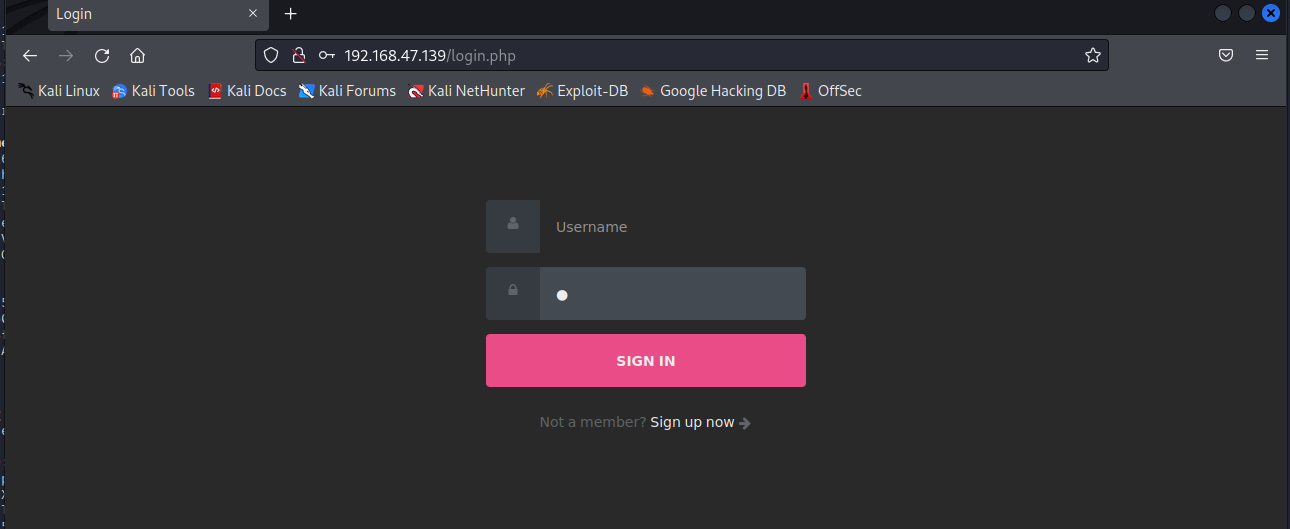 Login
192.168.47.139/login.php
Kali Linux Kali Tools Kali Docs Kali Forums Kali NetHunter Exploit-DB Google Hacking DB OffSec
Username
SIGN IN
Not a member? Sign up now